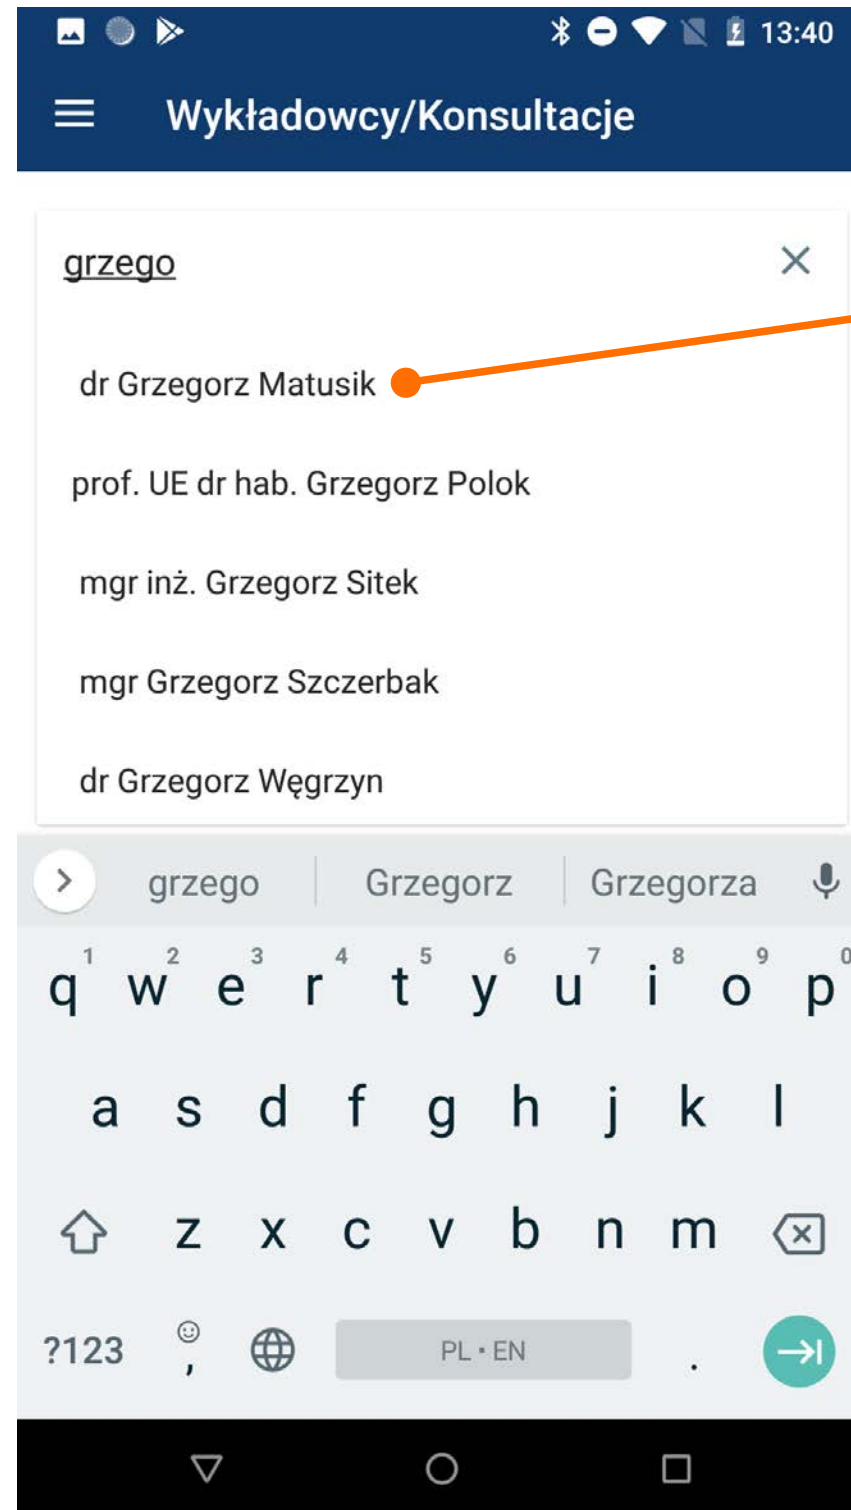 13:40
Wykładowcy/Konsultacje
grzego
dr Grzegorz Matusik
prof. UE dr hab. Grzegorz Polok
mgr inż. Grzegorz Sitek
mgr Grzegorz Szczerbak
dr Grzegorz Węgrzyn
grzego Grzegorz Grzegorza
1 2 3 4 5 6 7 8 9 0
q w e r t y u i o p
a s d f g h j k l
z x c v b n m
?123 , PL • EN .